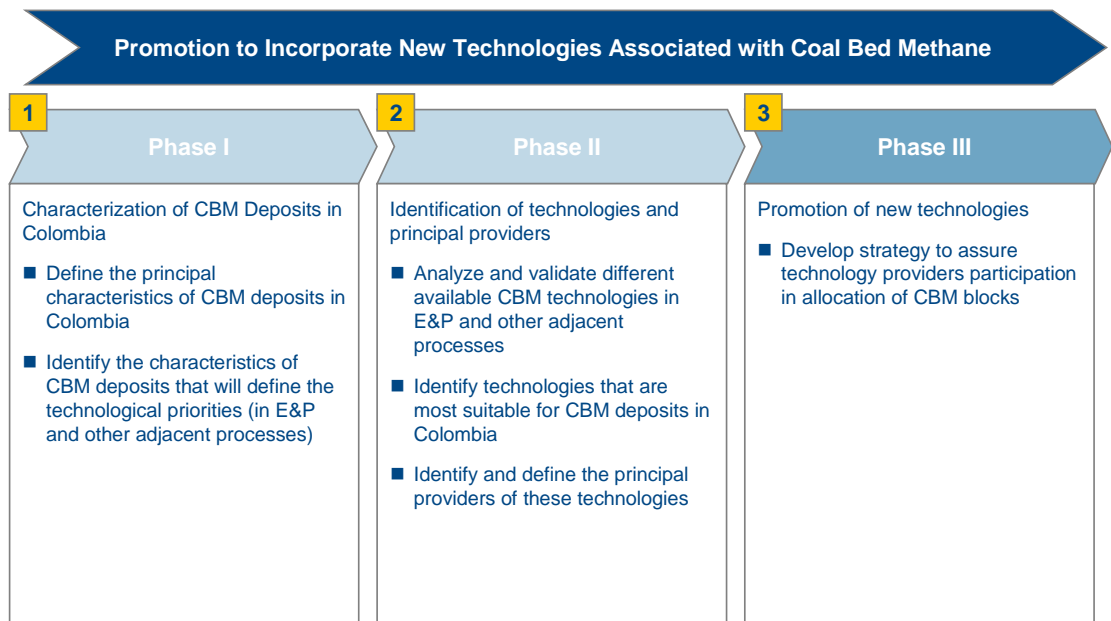 Promotion to Incorporate New Technologies Associated with Coal Bed Methane
1
Phase I
Characterization of CBM Deposits in
Colombia
Define the principal
characteristics of CBM deposits in
Colombia
Identify the characteristics of
CBM deposits that will define the
technological priorities (in E&P
and other adjacent processes)
2
Phase II
Identification of technologies and
principal providers
Analyze and validate different
available CBM technologies in
E&P and other adjacent
processes
Identify technologies that are
most suitable for CBM deposits in
Colombia
Identify and define the principal
providers of these technologies
3
Phase III
Promotion of new technologies
Develop strategy to assure
technology providers participation
in allocation of CBM blocks